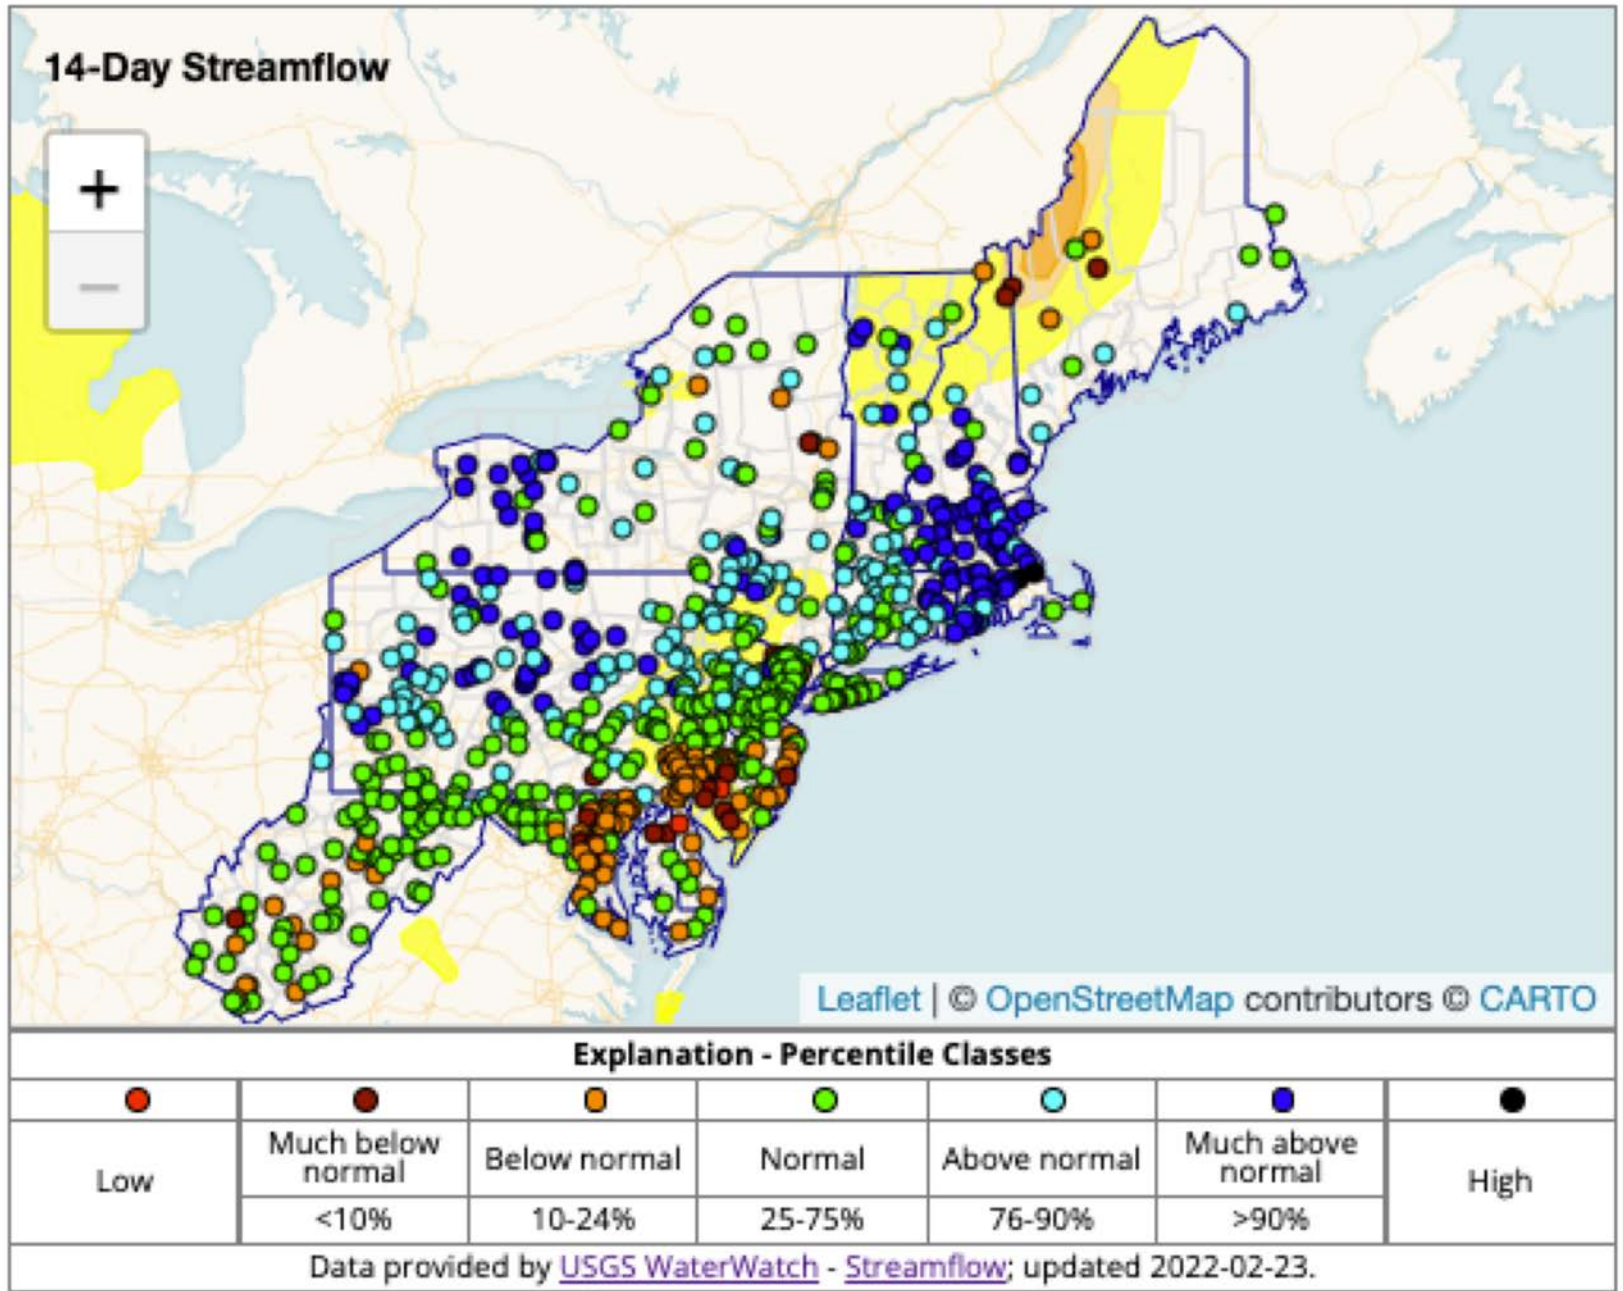 14-Day Streamflow
+
−
Leaflet | © OpenStreetMap contributors © CARTO
Explanation - Percentile Classes
Low
Much below normal
Below normal
Normal
Above normal
Much above normal
High
<10%
10-24%
25-75%
76-90%
>90%
Data provided by USGS WaterWatch - Streamflow; updated 2022-02-23.